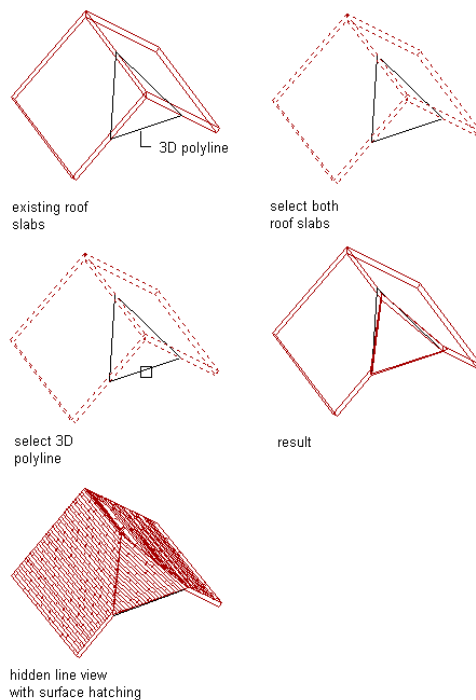 3D polyline
existing roof
slabs
select both
roof slabs
select 3D
polyline
result
hidden line view
with surface hatching